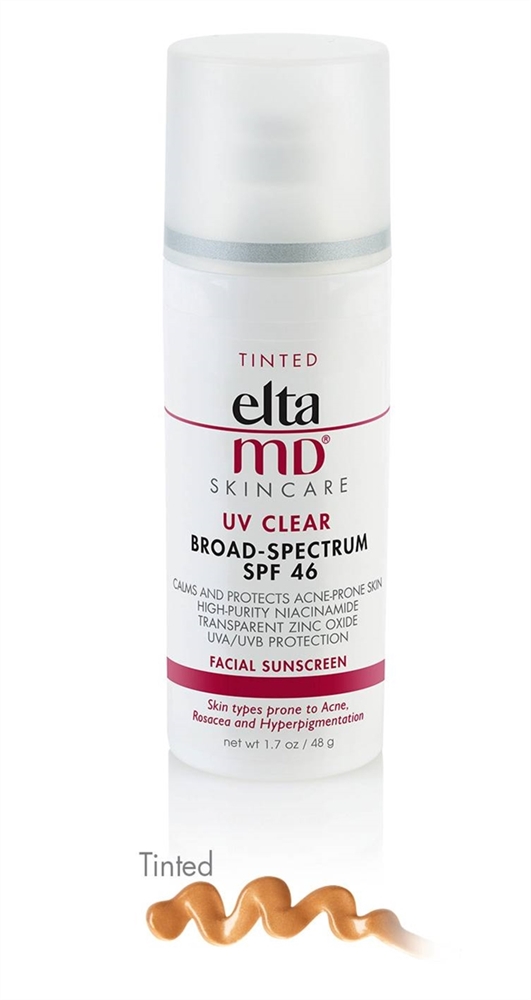 TINTED
elta
MD®
SKINCARE
UV CLEAR
BROAD-SPECTRUM
SPF 46
CALMS AND PROTECTS ACNE-PRONE SKIN
HIGH-PURITY NIACINAMIDE
TRANSPARENT ZINC OXIDE
UVA/UVB PROTECTION
FACIAL SUNSCREEN
Skin types prone to Acne,
Rosacea and Hyperpigmentation
net wt 1.7 oz / 48 g
Tinted